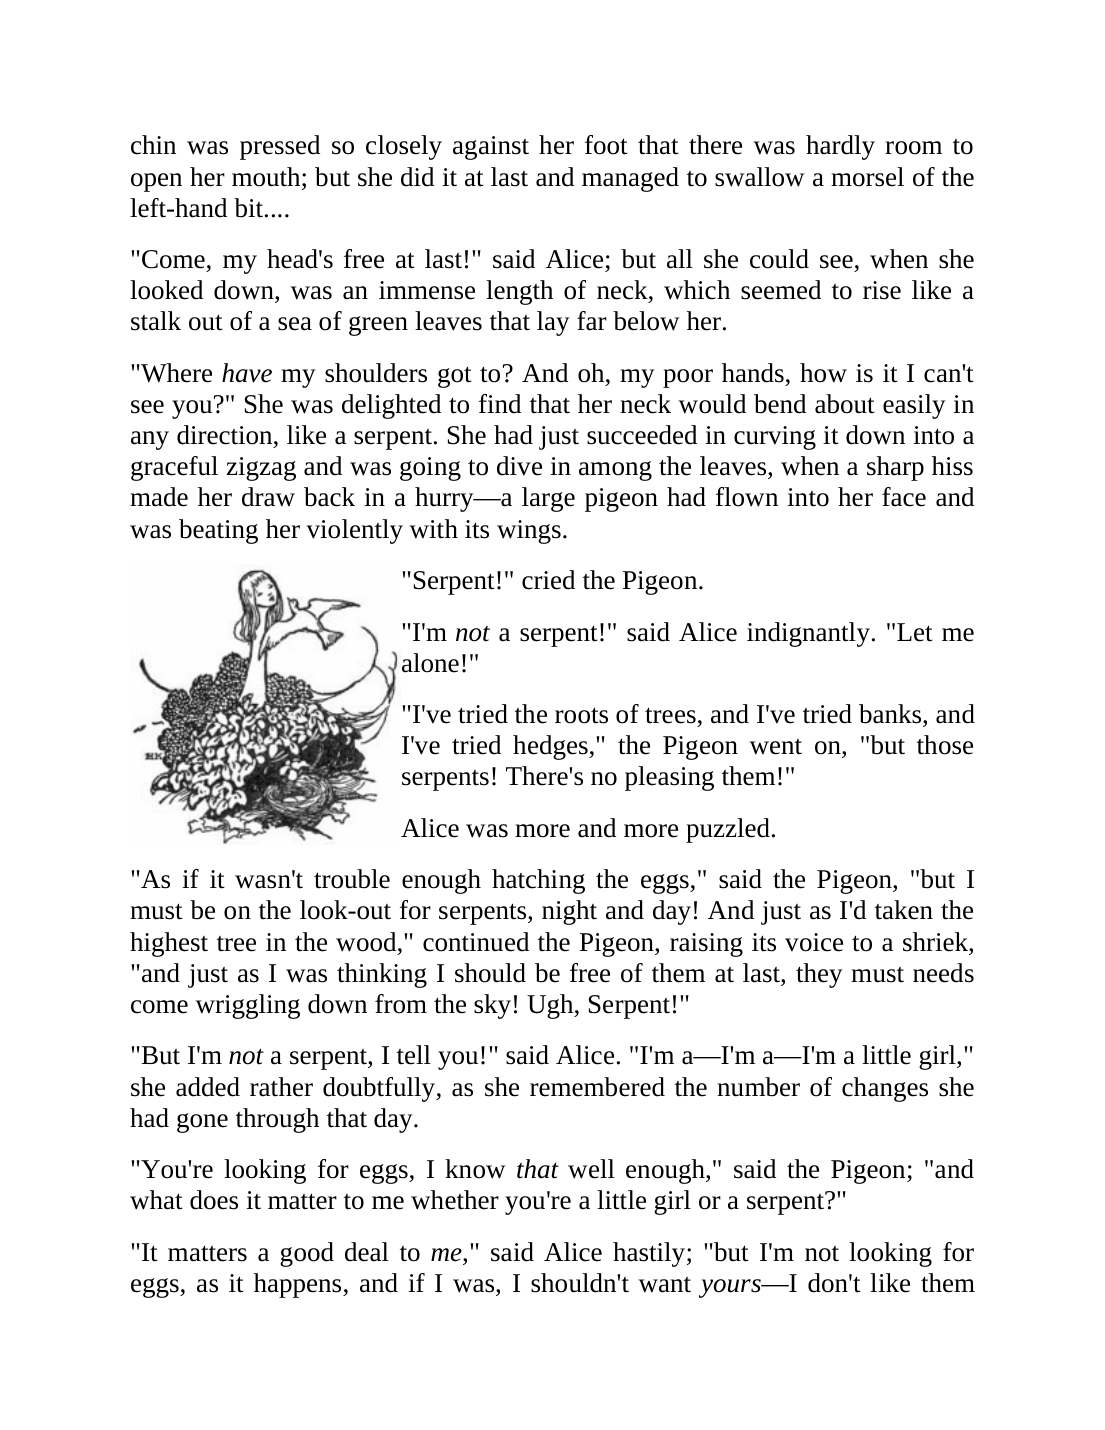 chin was pressed so closely against her foot that there was hardly room to
open her mouth; but she did it at last and managed to swallow a morsel of the
left-hand bit....
"Come, my head's free at last!" said Alice; but all she could see, when she
looked down, was an immense length of neck, which seemed to rise like a
stalk out of a sea of green leaves that lay far below her.
"Where have my shoulders got to? And oh, my poor hands, how is it I can't
see you?" She was delighted to find that her neck would bend about easily in
any direction, like a serpent. She had just succeeded in curving it down into a
graceful zigzag and was going to dive in among the leaves, when a sharp hiss
made her draw back in a hurry—a large pigeon had flown into her face and
was beating her violently with its wings.
"Serpent!" cried the Pigeon.
"I'm not a serpent!" said Alice indignantly. "Let me
alone!"
"I've tried the roots of trees, and I've tried banks, and
I've tried hedges," the Pigeon went on, "but those
serpents! There's no pleasing them!"
Alice was more and more puzzled.
"As if it wasn't trouble enough hatching the eggs," said the Pigeon, "but I
must be on the look-out for serpents, night and day! And just as I'd taken the
highest tree in the wood," continued the Pigeon, raising its voice to a shriek,
"and just as I was thinking I should be free of them at last, they must needs
come wriggling down from the sky! Ugh, Serpent!"
"But I'm not a serpent, I tell you!" said Alice. "I'm a—I'm a—I'm a little girl,"
she added rather doubtfully, as she remembered the number of changes she
had gone through that day.
"You're looking for eggs, I know that well enough," said the Pigeon; "and
what does it matter to me whether you're a little girl or a serpent?"
"It matters a good deal to me," said Alice hastily; "but I'm not looking for
eggs, as it happens, and if I was, I shouldn't want yours—I don't like them